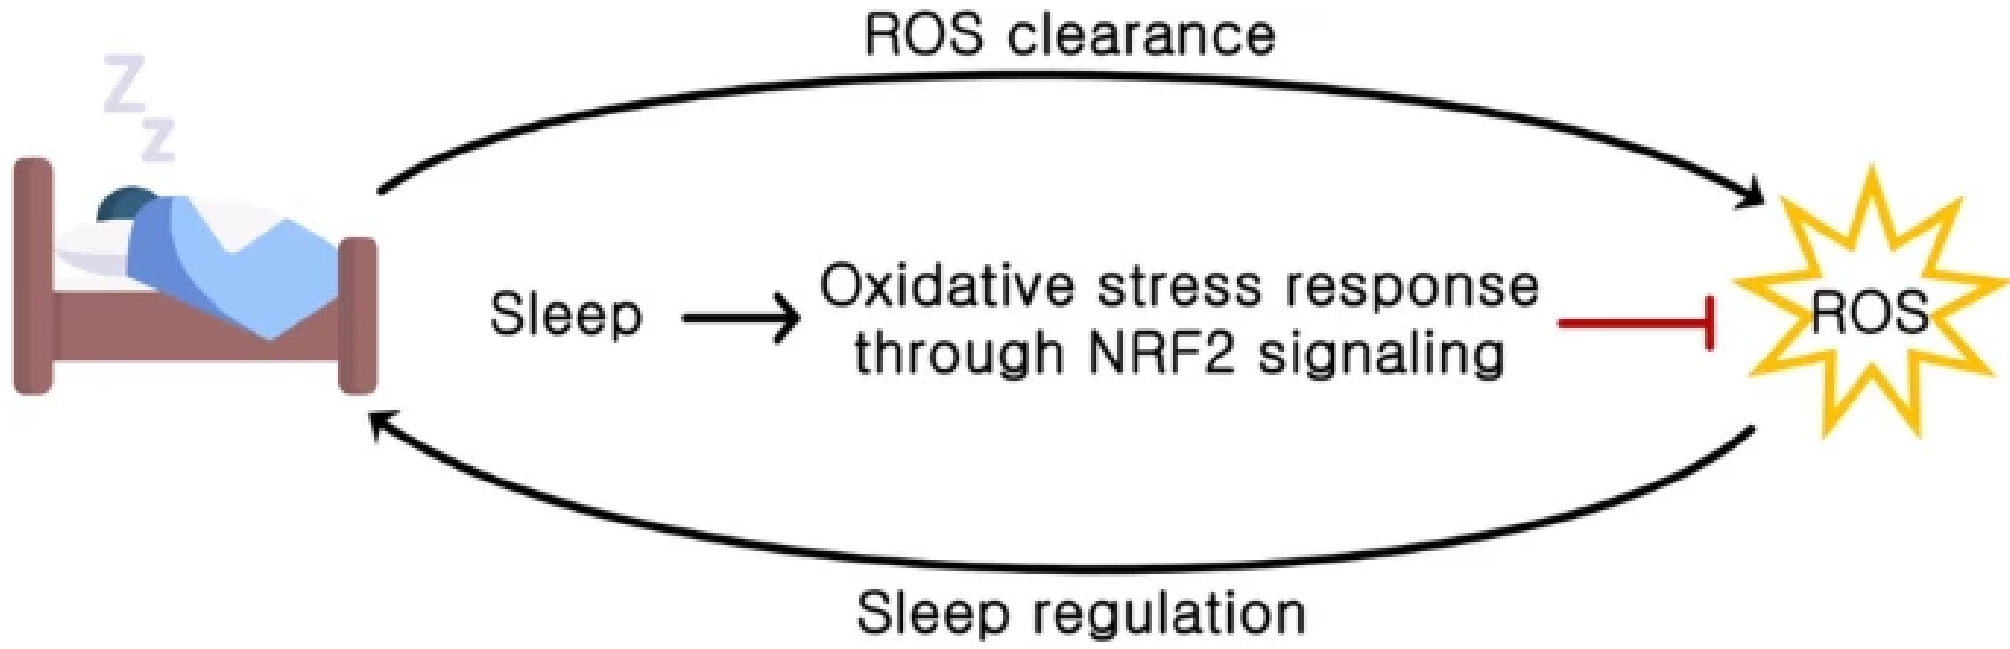 ROS clearance
Z
z
Sleep
Oxidative stress response
through NRF2 signaling
ROS
Sleep regulation